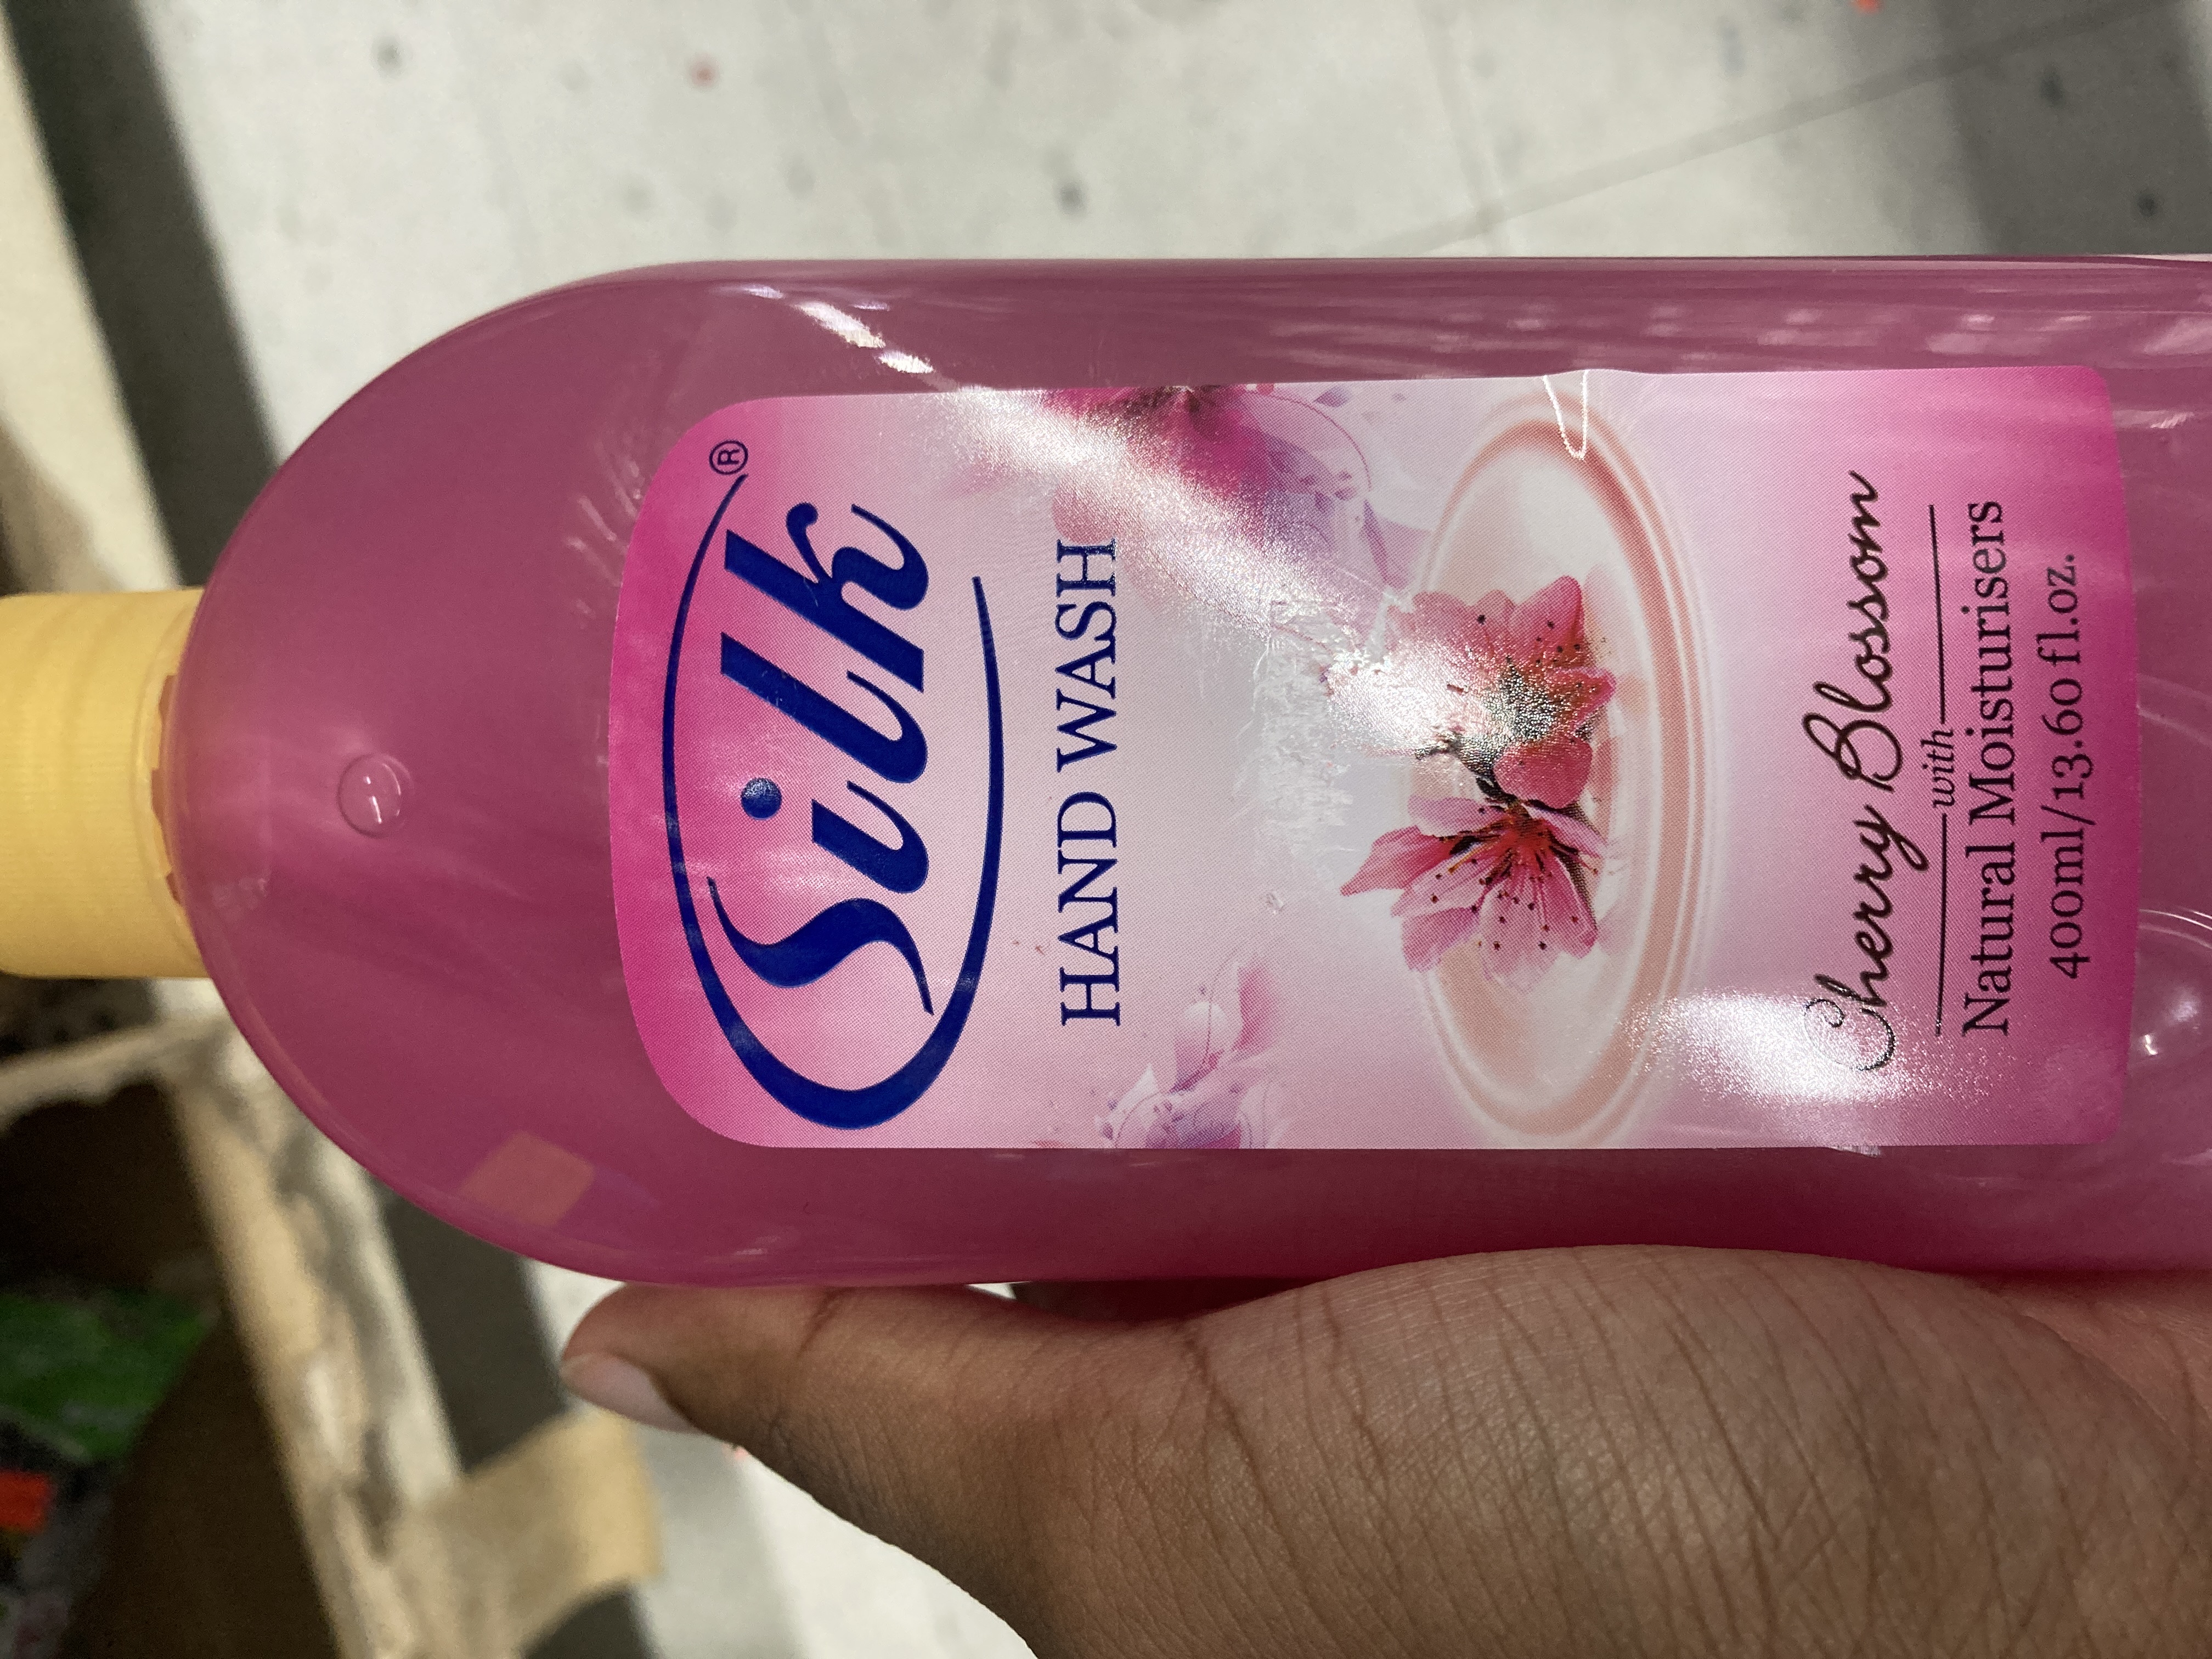 Silk®
HAND WASH
Cherry Blossom
with
Natural Moisturisers
400ml/13.60 fl.oz.